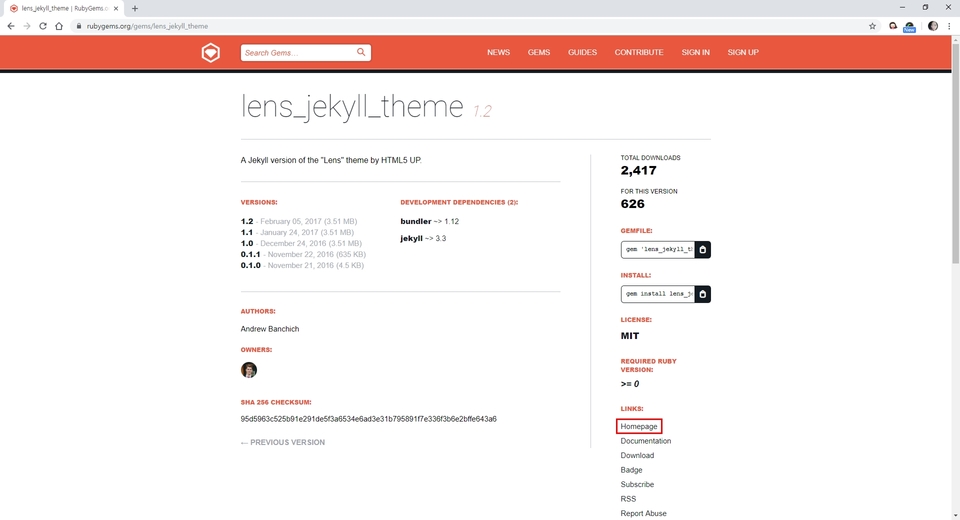 lens_jekyll_theme | RubyGems.o
rubygems.org/gems/lens_jekyll_theme
New
Search Gems…
NEWS
GEMS
GUIDES
CONTRIBUTE
SIGN IN
SIGN UP
lens_jekyll_theme 1.2
A Jekyll version of the "Lens" theme by HTML5 UP.
VERSIONS:
1.2 - February 05, 2017 (3.51 MB)
1.1 - January 24, 2017 (3.51 MB)
1.0 - December 24, 2016 (3.51 MB)
0.1.1 - November 22, 2016 (635 KB)
0.1.0 - November 21, 2016 (4.5 KB)
DEVELOPMENT DEPENDENCIES (2):
bundler ~> 1.12
jekyll ~> 3.3
AUTHORS:
Andrew Banchich
OWNERS:
SHA 256 CHECKSUM:
95d5963c525b91e291de5f3a6534e6ad3e31b795891f7e336f3b6e2bffe643a6
← PREVIOUS VERSION
TOTAL DOWNLOADS
2,417
FOR THIS VERSION
626
GEMFILE:
gem 'lens_jekyll_th
INSTALL:
gem install lens_je
LICENSE:
MIT
REQUIRED RUBY
VERSION:
>= 0
LINKS:
Homepage
Documentation
Download
Badge
Subscribe
RSS
Report Abuse